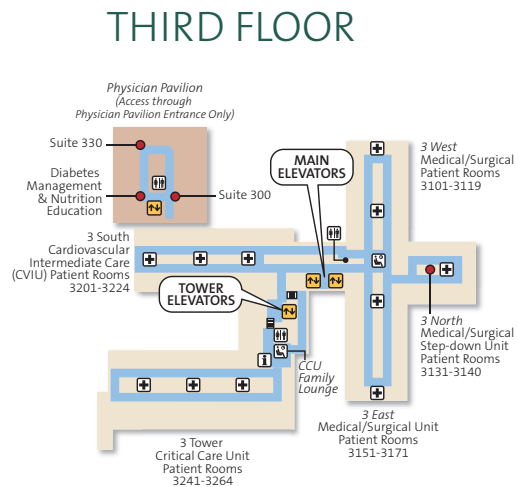 THIRD FLOOR
Physician Pavilion
(Access through
Physician Pavilion Entrance Only)
Suite 330
Diabetes
Management
& Nutrition
Education
Suite 300
MAIN
ELEVATORS
3 West
Medical/Surgical
Patient Rooms
3101-3119
3 South
Cardiovascular
Intermediate Care
(CVIU) Patient Rooms
3201-3224
TOWER
ELEVATORS
3 North
Medical/Surgical
Step-down Unit
Patient Rooms
3131-3140
CCU
Family
Lounge
3 East
Medical/Surgical Unit
Patient Rooms
3151-3171
3 Tower
Critical Care Unit
Patient Rooms
3241-3264